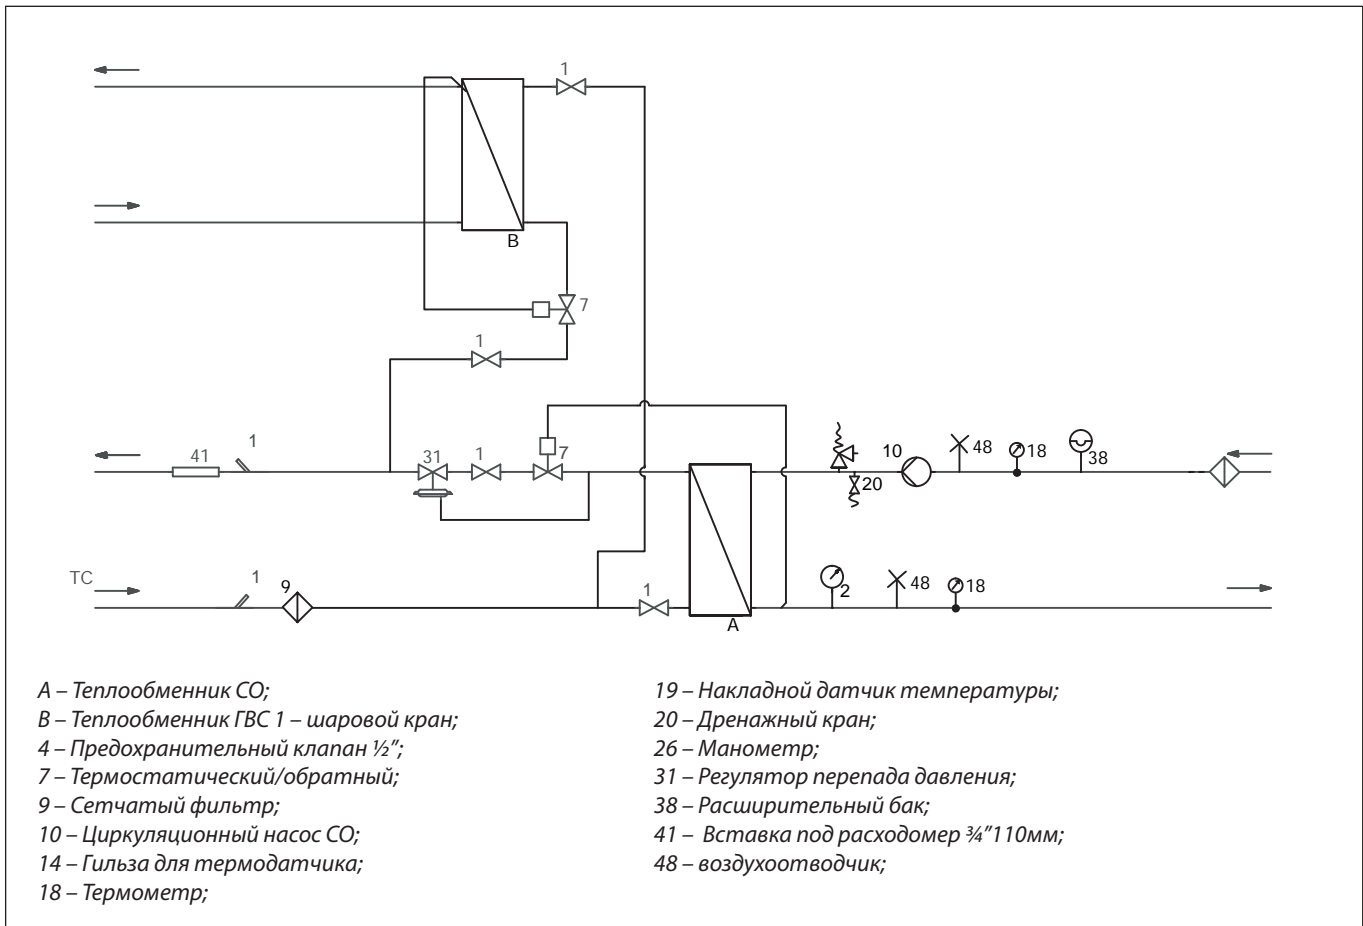 1
B
7
1
41
1
31
1
7
10
48
18
38
20
TC
1
9
1
A
2
48
18
А – Теплообменник СО;
В – Теплообменник ГВС 1 – шаровой кран;
4 – Предохранительный клапан ½”;
7 – Термостатический/обратный;
9 – Сетчатый фильтр;
10 – Циркуляционный насос СО;
14 – Гильза для термодатчика;
18 – Термометр;
19 – Накладной датчик температуры;
20 – Дренажный кран;
26 – Манометр;
31 – Регулятор перепада давления;
38 – Расширительный бак;
41 – Вставка под расходомер ¾”110мм;
48 – воздухоотводчик;